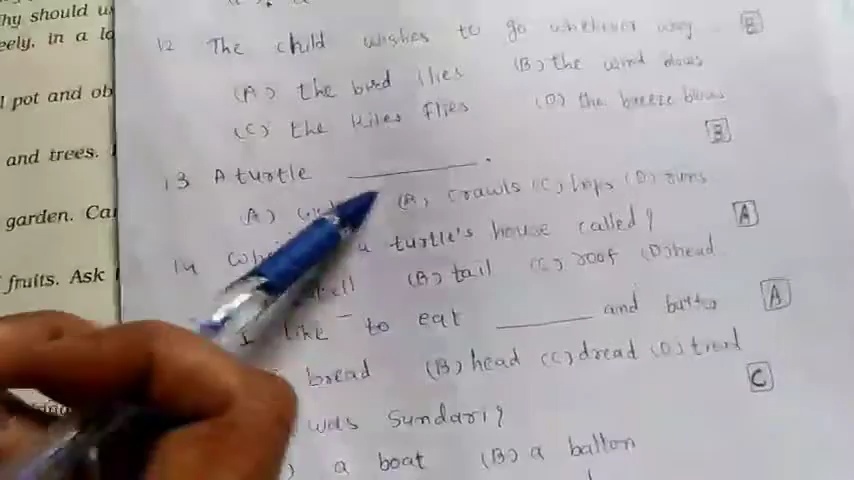 hy should u
eely, in a lo
l pot and ob
and trees.
garden. Ca
fruits. Ask
12 The child wishes to go whichever way B
(A) the bird flies (B) the wind blows
(C) the kites flies (D) the breeze blows
B
13 A turtle ________.
(A) (A) crawls (C) hops (D) runs
14 turtle's house called? A
(B) tail (C) roof (D) head
I like to eat ________ and butter A
bread (B) head (C) dread (D) trend
C
was Sundari?
) a boat (B) a ballon